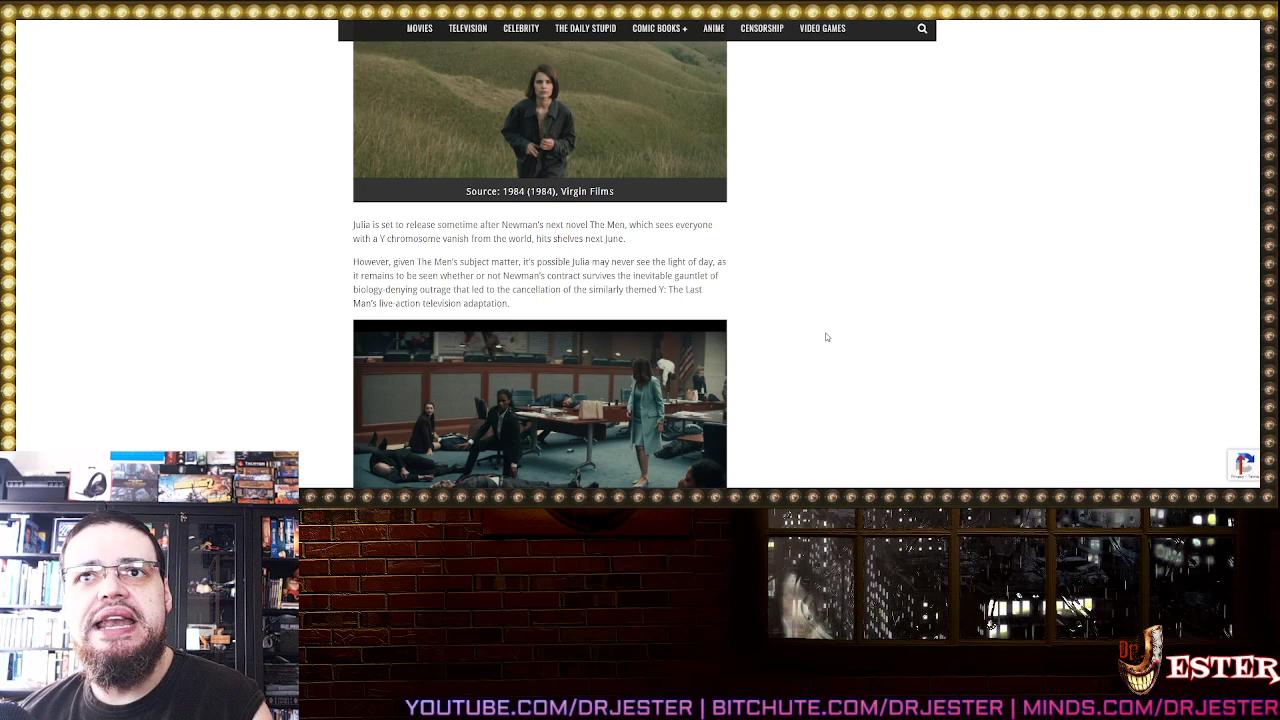 MOVIES TELEVISION CELEBRITY THE DAILY STUPID COMIC BOOKS + ANIME CENSORSHIP VIDEO GAMES
Source: 1984 (1984), Virgin Films
Julia is set to release sometime after Newman's next novel The Men, which sees everyone
with a Y chromosome vanish from the world, hits shelves next June.
However, given The Men's subject matter, it's possible Julia may never see the light of day, as
it remains to be seen whether or not Newman's contract survives the inevitable gauntlet of
biology-denying outrage that led to the cancellation of the similarly themed Y: The Last
Man's live-action television adaptation.
Dr. JESTER
YOUTUBE.COM/DRJESTER | BITCHUTE.COM/DRJESTER | MINDS.COM/DRJESTER